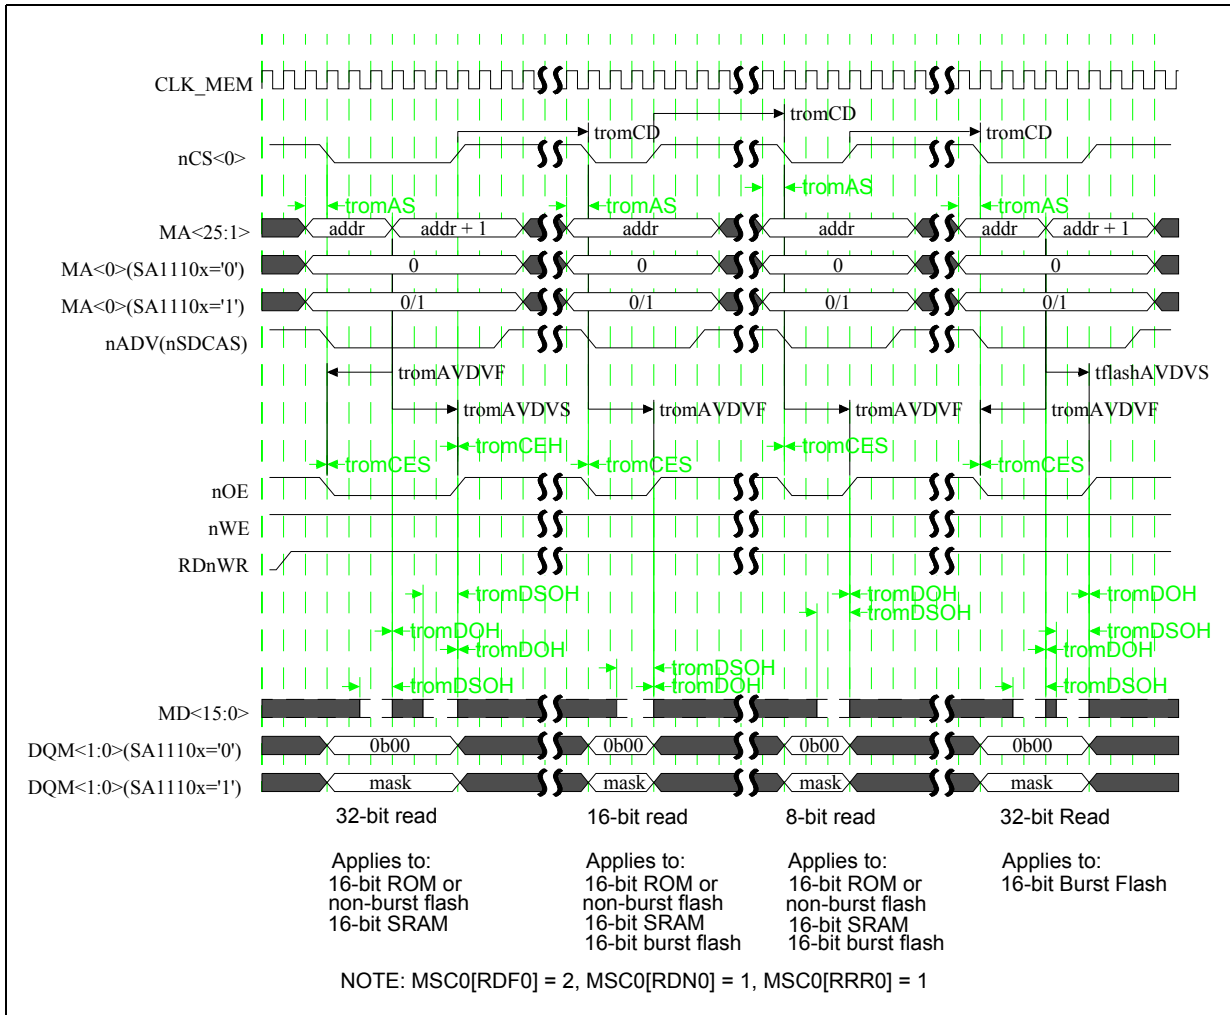 CLK_MEM
tromCD
tromCD
tromCD
nCS<0>
tromAS
tromAS
tromAS
tromAS
MA<25:1>
addr
addr + 1
addr
addr
addr
addr + 1
MA<0>(SA1110x='0')
0
0
0
0
MA<0>(SA1110x='1')
0/1
0/1
0/1
0/1
nADV(nSDCAS)
tromAVDVF
tflashAVDVS
tromAVDVS
tromAVDVF
tromAVDVF
tromAVDVF
tromCEH
tromCES
tromCES
tromCES
tromCES
nOE
nWE
RDnWR
tromDSOH
tromDOH
tromDOH
tromDSOH
tromDOH
tromDSOH
tromDOH
tromDOH
tromDSOH
tromDOH
tromDSOH
tromDSOH
MD<15:0>
DQM<1:0>(SA1110x='0')
0b00
0b00
0b00
0b00
DQM<1:0>(SA1110x='1')
mask
mask
mask
mask
32-bit read
16-bit read
8-bit read
32-bit Read
Applies to:
16-bit ROM or
non-burst flash
16-bit SRAM
Applies to:
16-bit ROM or
non-burst flash
16-bit SRAM
16-bit burst flash
Applies to:
16-bit ROM or
non-burst flash
16-bit SRAM
16-bit burst flash
Applies to:
16-bit Burst Flash
NOTE: MSC0[RDF0] = 2, MSC0[RDN0] = 1, MSC0[RRR0] = 1